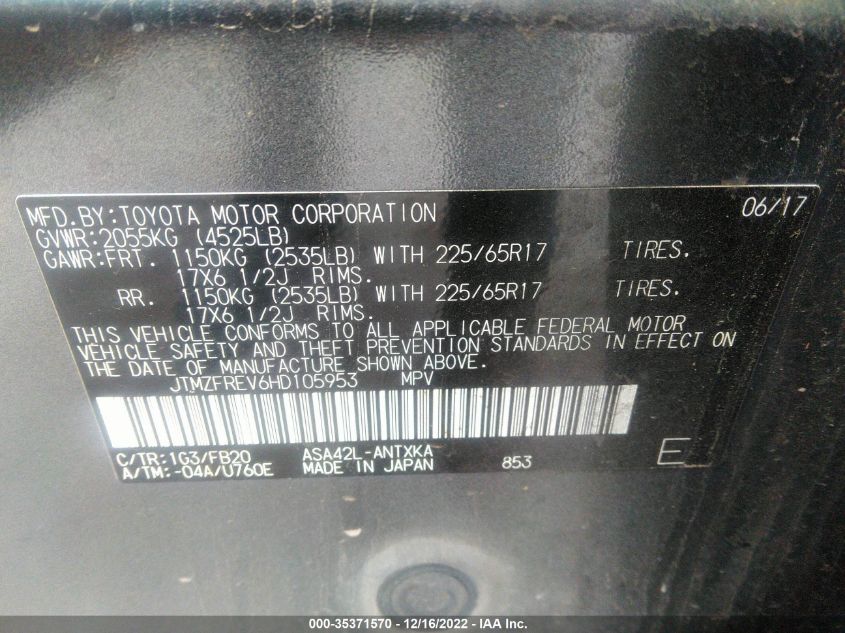 MFD.BY:TOYOTA MOTOR CORPORATION 06/17
GVWR:2055KG (4525LB)
GAWR:FRT. 1150KG (2535LB) WITH 225/65R17 TIRES.
17X6 1/2J RIMS.
RR. 1150KG (2535LB) WITH 225/65R17 TIRES.
17X6 1/2J RIMS.
THIS VEHICLE CONFORMS TO ALL APPLICABLE FEDERAL MOTOR
VEHICLE SAFETY AND THEFT PREVENTION STANDARDS IN EFFECT ON
THE DATE OF MANUFACTURE SHOWN ABOVE.
JTMZFREV6HD105953 MPV
C/TR:1G3/FB20 ASA42L-ANTXKA
A/TM:-04A/U760E MADE IN JAPAN 853 E
000-35371570 - 12/16/2022 - IAA Inc.